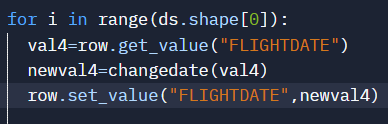 for i in range(ds.shape[0]):
val4=row.get_value("FLIGHTDATE")
newval4=changedate(val4)
row.set_value("FLIGHTDATE",newval4)